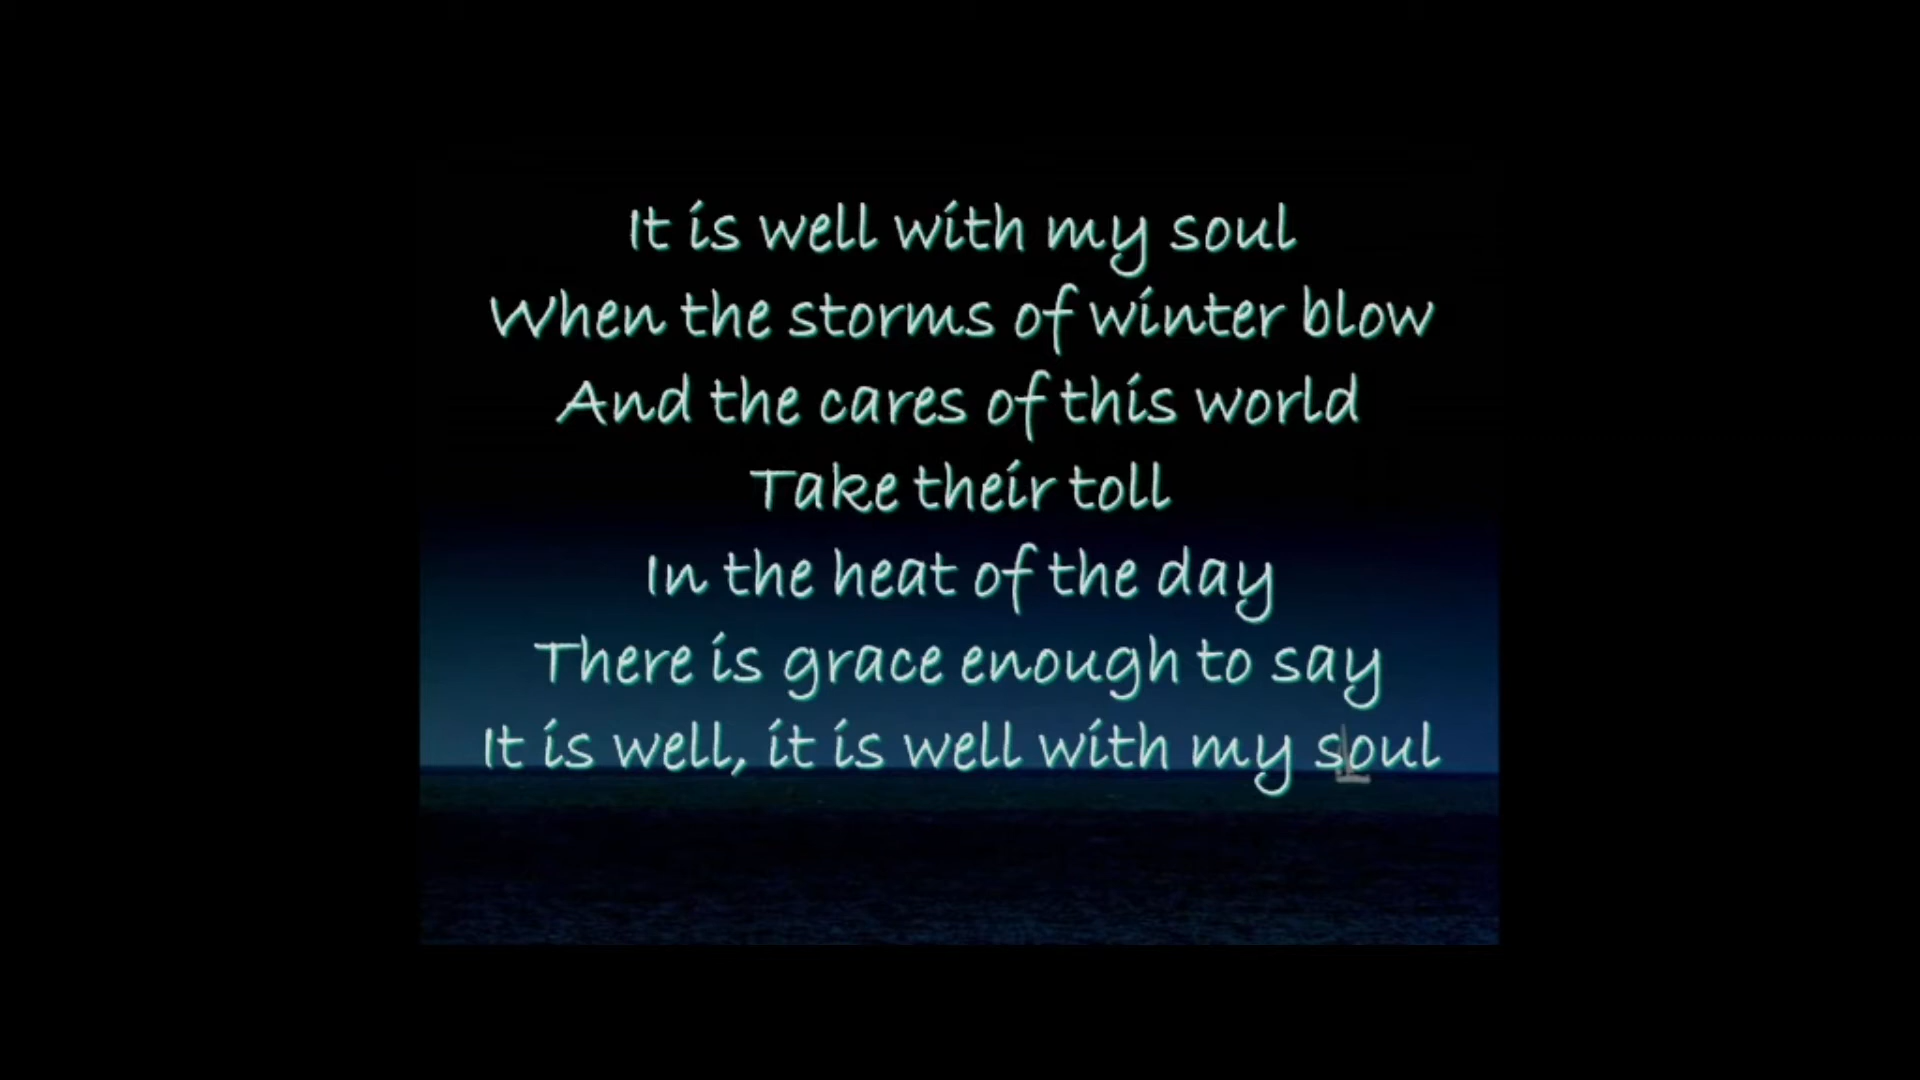 It is well with my soul
When the storms of winter blow
And the cares of this world
Take their toll
In the heat of the day
There is grace enough to say
It is well, it is well with my soul